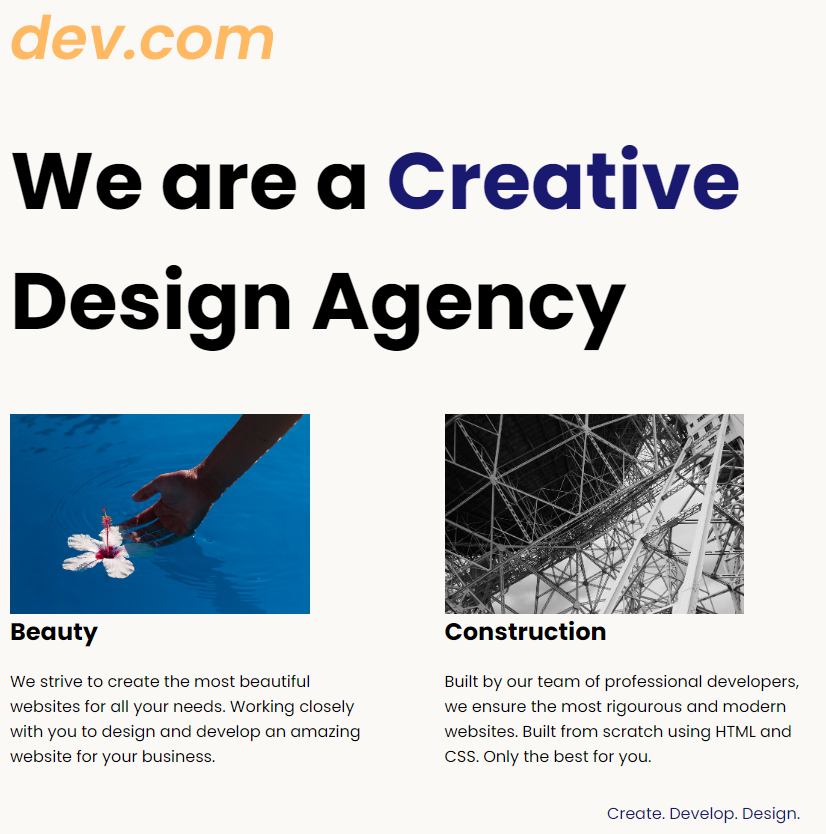 dev.com
We are a Creative
Design Agency
Beauty
We strive to create the most beautiful
websites for all your needs. Working closely
with you to design and develop an amazing
website for your business.
Construction
Built by our team of professional developers,
we ensure the most rigourous and modern
websites. Built from scratch using HTML and
CSS. Only the best for you.
Create. Develop. Design.